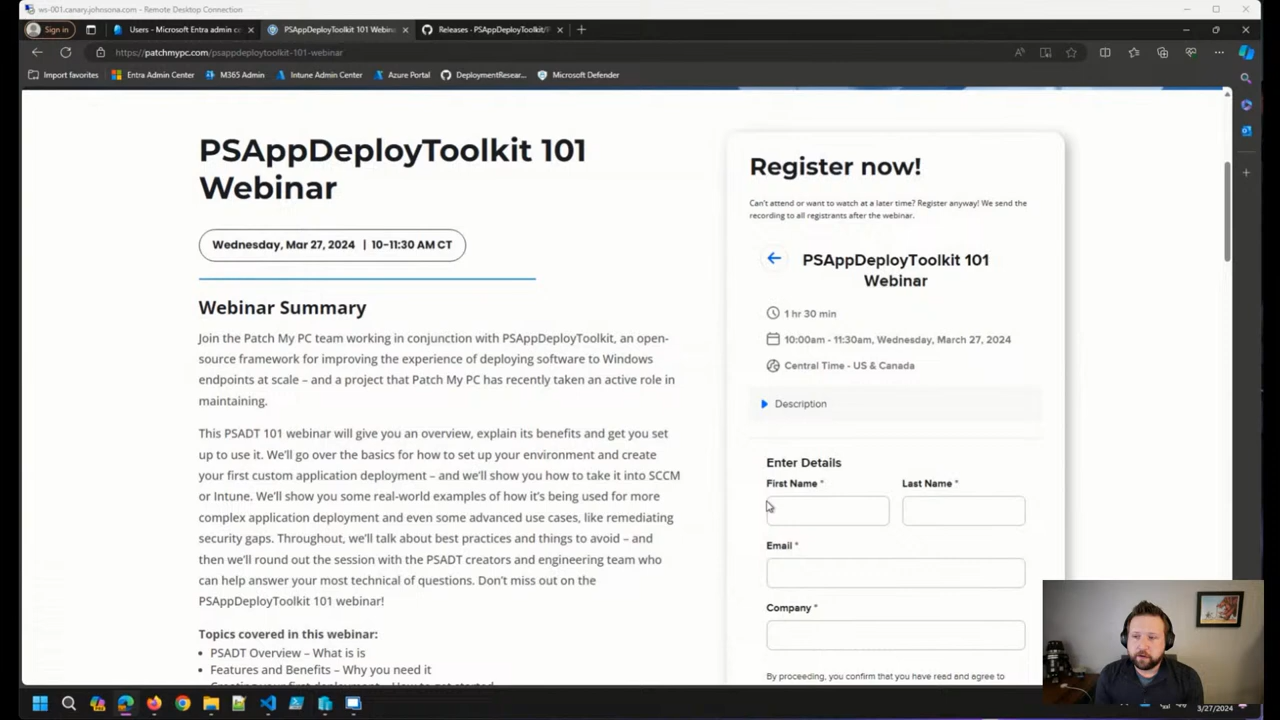 ws-001.canary.johnsona.com - Remote Desktop Connection
Sign in
Users - Microsoft Entra admin c
PSAppDeployToolkit 101 Webina
Releases · PSAppDeployToolkit/
https://patchmypc.com/psappdeploytoolkit-101-webinar
Import favorites
Entra Admin Center
M365 Admin
Intune Admin Center
Azure Portal
DeploymentResear...
Microsoft Defender
PSAppDeployToolkit 101
Webinar
Wednesday, Mar 27, 2024 | 10-11:30 AM CT
Webinar Summary
Join the Patch My PC team working in conjunction with PSAppDeployToolkit, an open-
source framework for improving the experience of deploying software to Windows
endpoints at scale – and a project that Patch My PC has recently taken an active role in
maintaining.
This PSADT 101 webinar will give you an overview, explain its benefits and get you set
up to use it. We'll go over the basics for how to set up your environment and create
your first custom application deployment – and we'll show you how to take it into SCCM
or Intune. We'll show you some real-world examples of how it's being used for more
complex application deployment and even some advanced use cases, like remediating
security gaps. Throughout, we'll talk about best practices and things to avoid – and
then we'll round out the session with the PSADT creators and engineering team who
can help answer your most technical of questions. Don't miss out on the
PSAppDeployToolkit 101 webinar!
Topics covered in this webinar:
• PSADT Overview – What is is
• Features and Benefits – Why you need it
• Creating your first deployment – How to get started
Register now!
Can't attend or want to watch at a later time? Register anyway! We send the
recording to all registrants after the webinar.
PSAppDeployToolkit 101
Webinar
1 hr 30 min
10:00am - 11:30am, Wednesday, March 27, 2024
Central Time - US & Canada
Description
Enter Details
First Name *
Last Name *
Email *
Company *
By proceeding, you confirm that you have read and agree to
3/27/2024